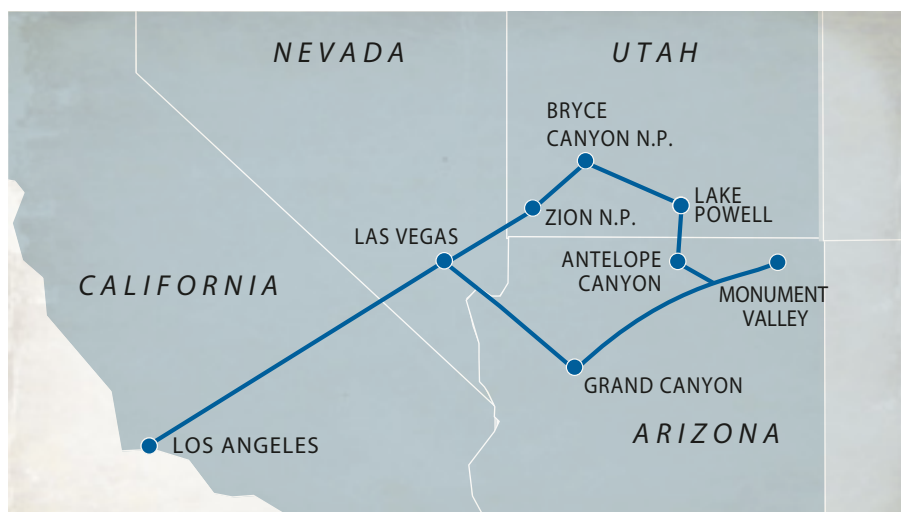 NEVADA
UTAH
BRYCE
CANYON N.P.
LAKE
POWELL
ZION N.P.
LAS VEGAS
ANTELOPE
CANYON
CALIFORNIA
MONUMENT
VALLEY
GRAND CANYON
ARIZONA
LOS ANGELES